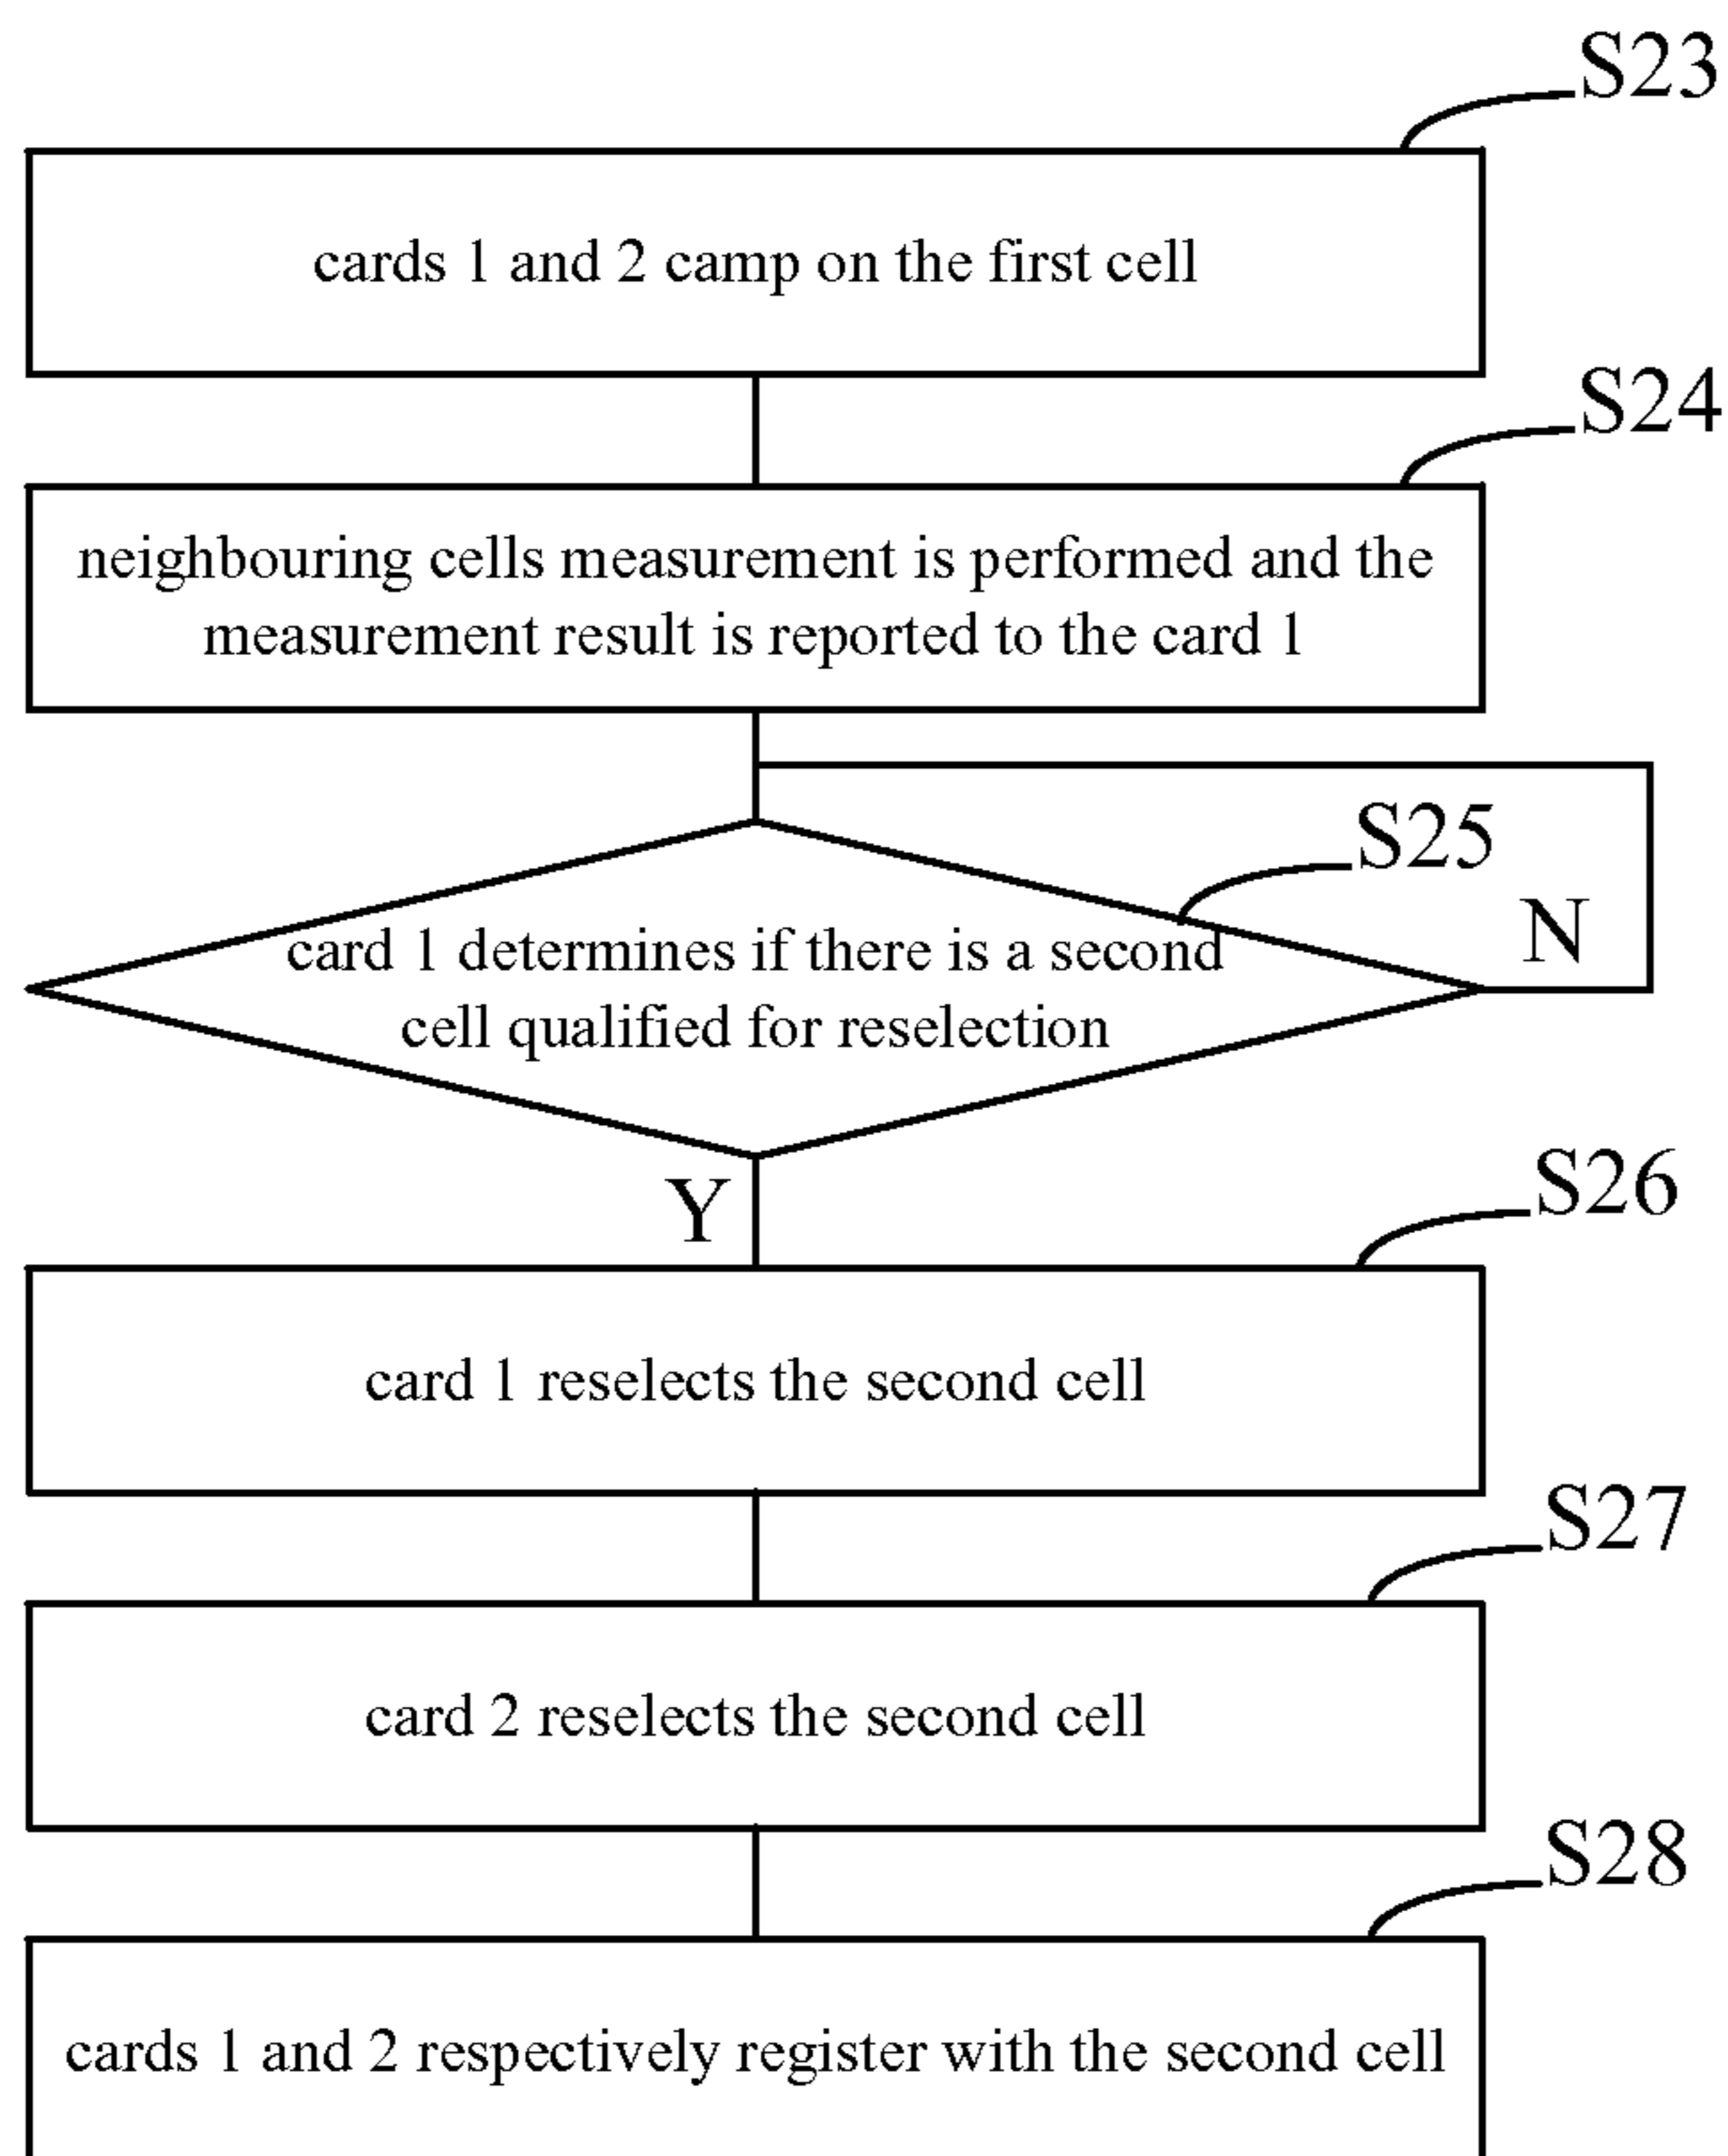 S23
cards 1 and 2 camp on the first cell
S24
neighbouring cells measurement is performed and the
measurement result is reported to the card 1
S25
N
card 1 determines if there is a second
cell qualified for reselection
Y
S26
card 1 reselects the second cell
S27
card 2 reselects the second cell
S28
cards 1 and 2 respectively register with the second cell